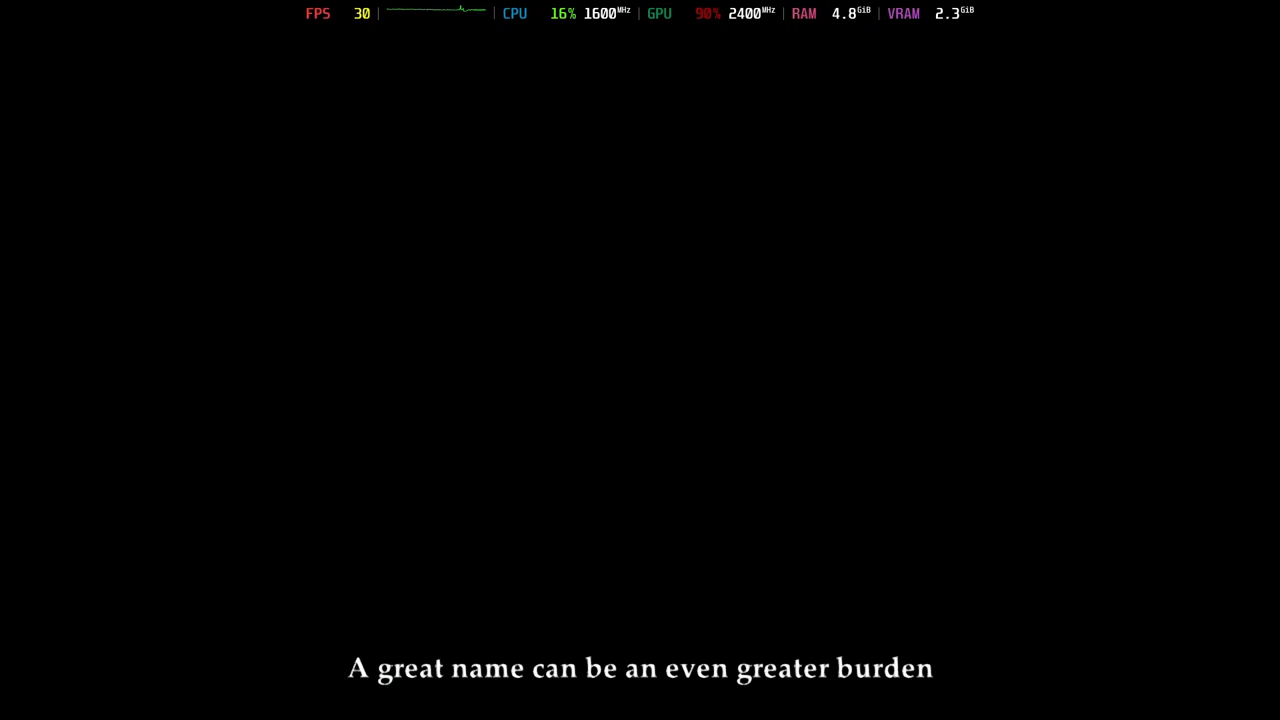 FPS 30 | CPU 16% 1600MHz | GPU 90% 2400MHz | RAM 4.8GiB | VRAM 2.3GiB
A great name can be an even greater burden